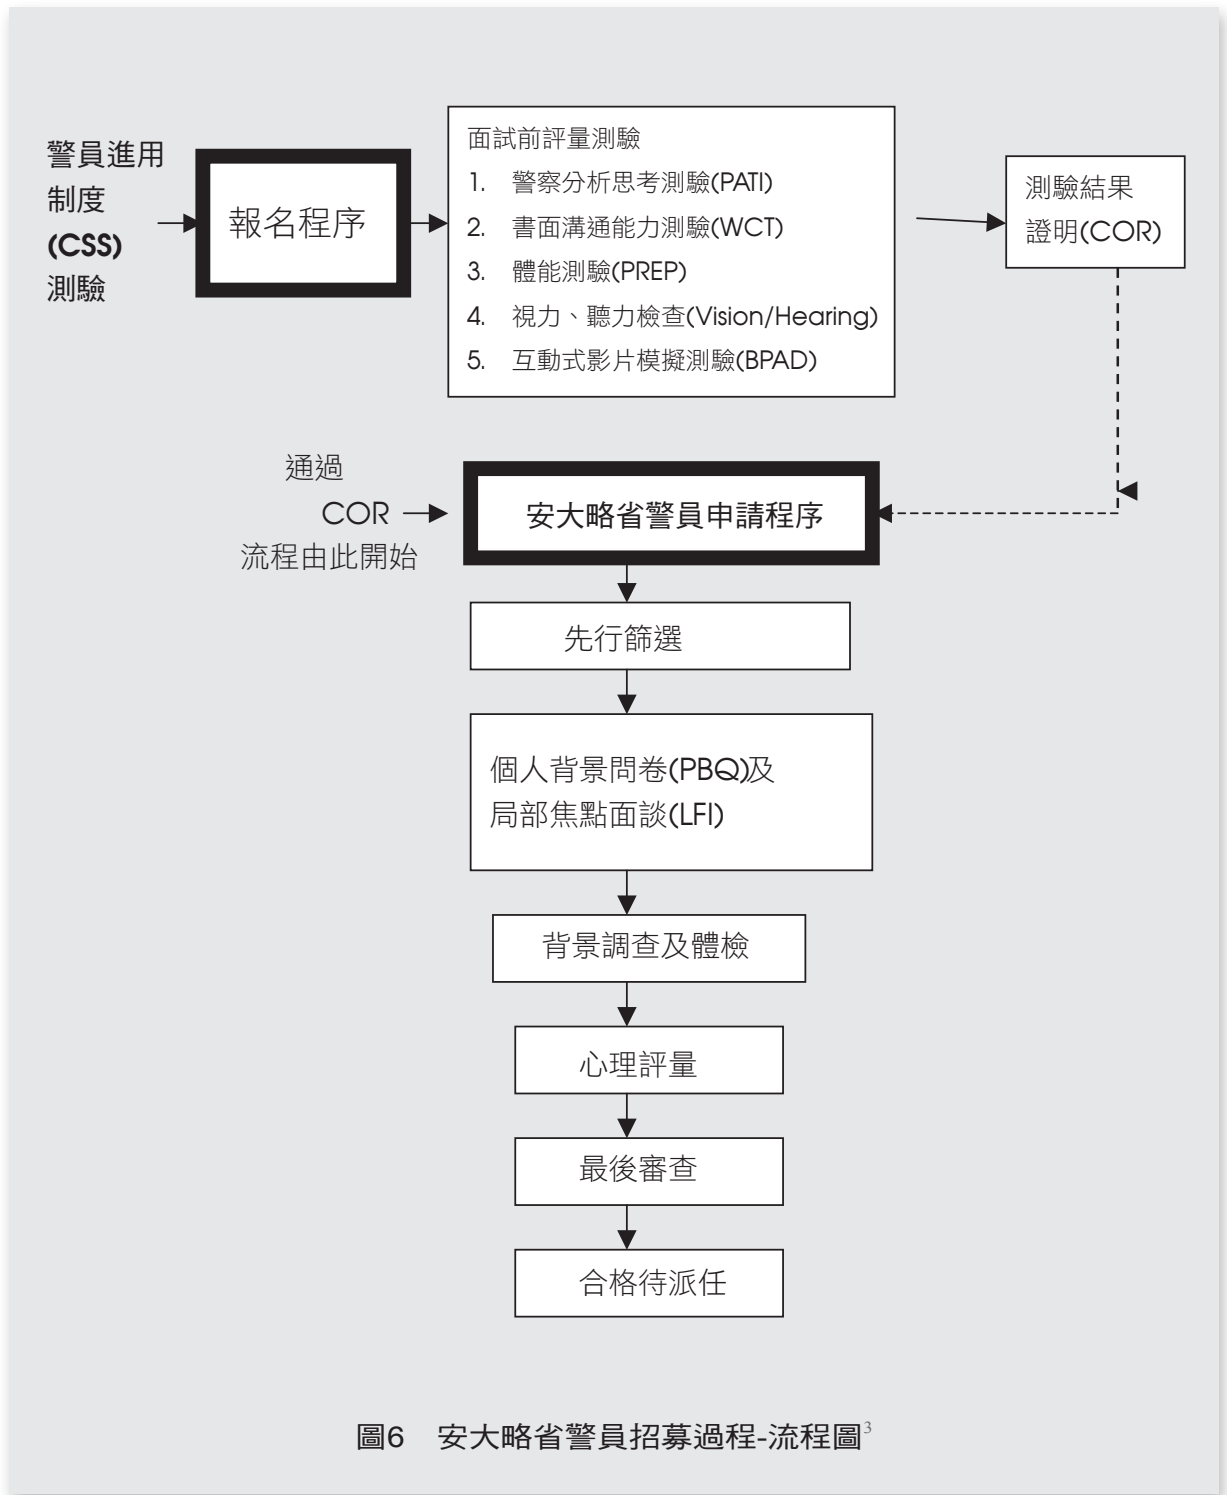 警員進用
制度
(CSS)
測驗
報名程序
面試前評量測驗
1. 警察分析思考測驗(PATI)
2. 書面溝通能力測驗(WCT)
3. 體能測驗(PREP)
4. 視力、聽力檢查(Vision/Hearing)
5. 互動式影片模擬測驗(BPAD)
測驗結果
證明(COR)
通過
COR
流程由此開始
安大略省警員申請程序
先行篩選
個人背景問卷(PBQ)及
局部焦點面談(LFI)
背景調查及體檢
心理評量
最後審查
合格待派任
圖6 安大略省警員招募過程-流程圖3